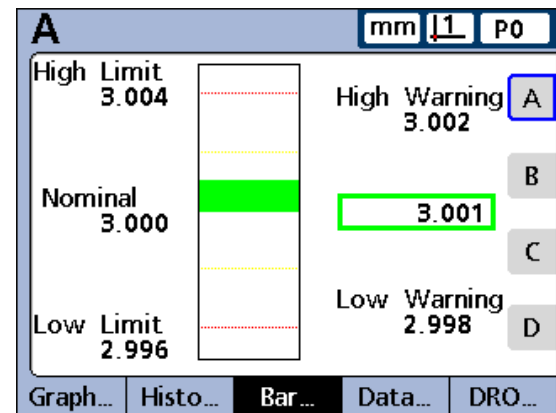 A
mm 1 P0
High Limit
3.004
High Warning
3.002
A
B
Nominal
3.000
3.001
C
Low Limit
2.996
Low Warning
2.998
D
Graph... Histo... Bar... Data... DRO...